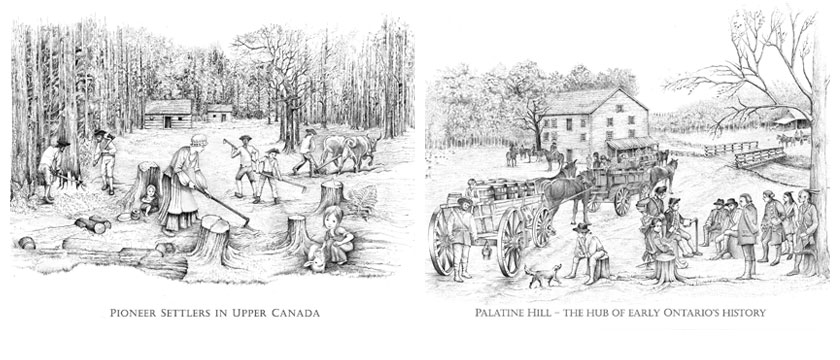 PIONEER SETTLERS IN UPPER CANADA
PALATINE HILL – THE HUB OF EARLY ONTARIO'S HISTORY